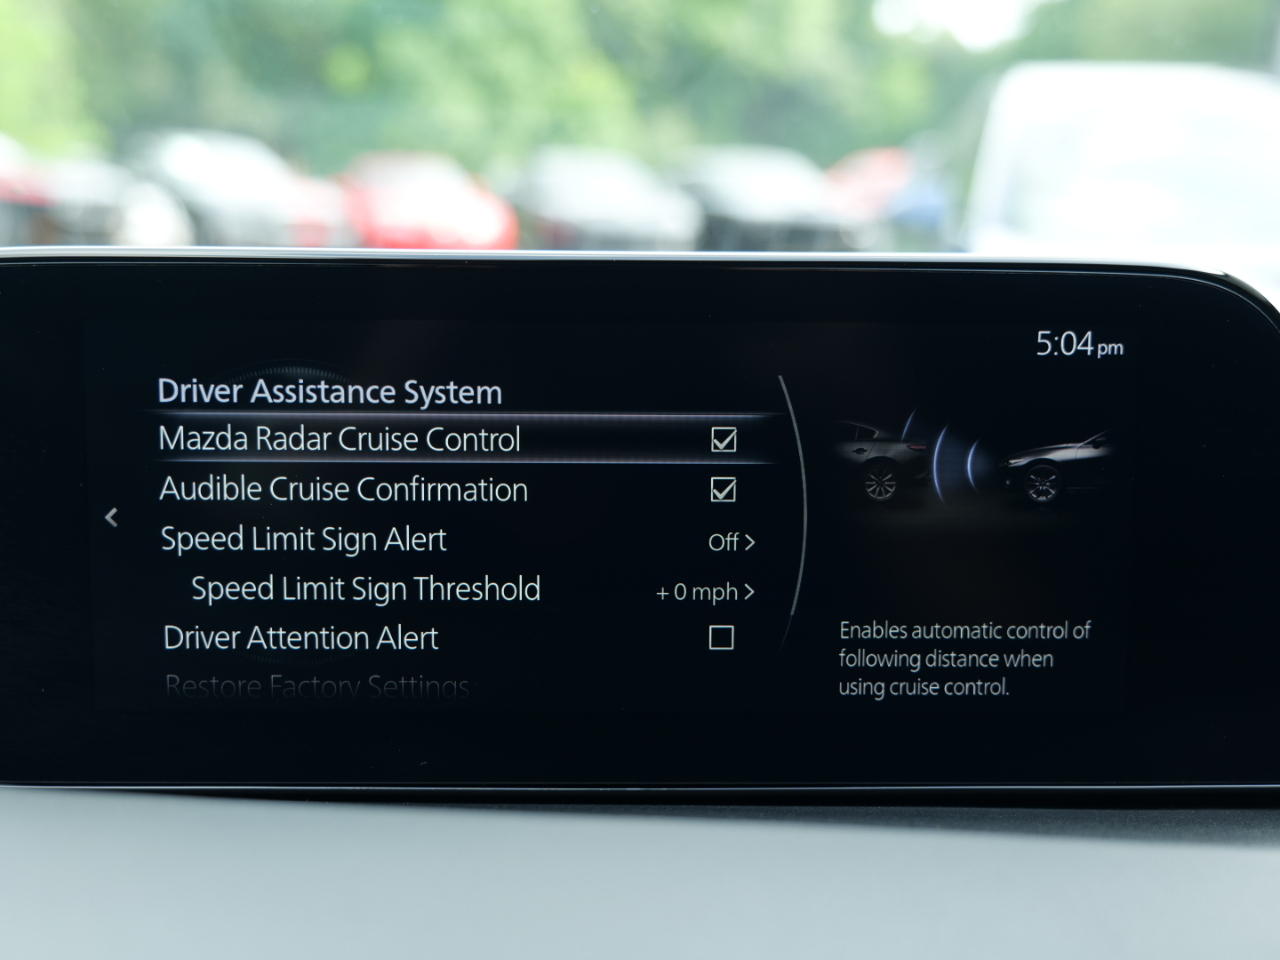 5:04 pm
Driver Assistance System
Mazda Radar Cruise Control
Audible Cruise Confirmation
Speed Limit Sign Alert Off >
Speed Limit Sign Threshold + 0 mph >
Driver Attention Alert
Restore Factory Settings
Enables automatic control of
following distance when
using cruise control.